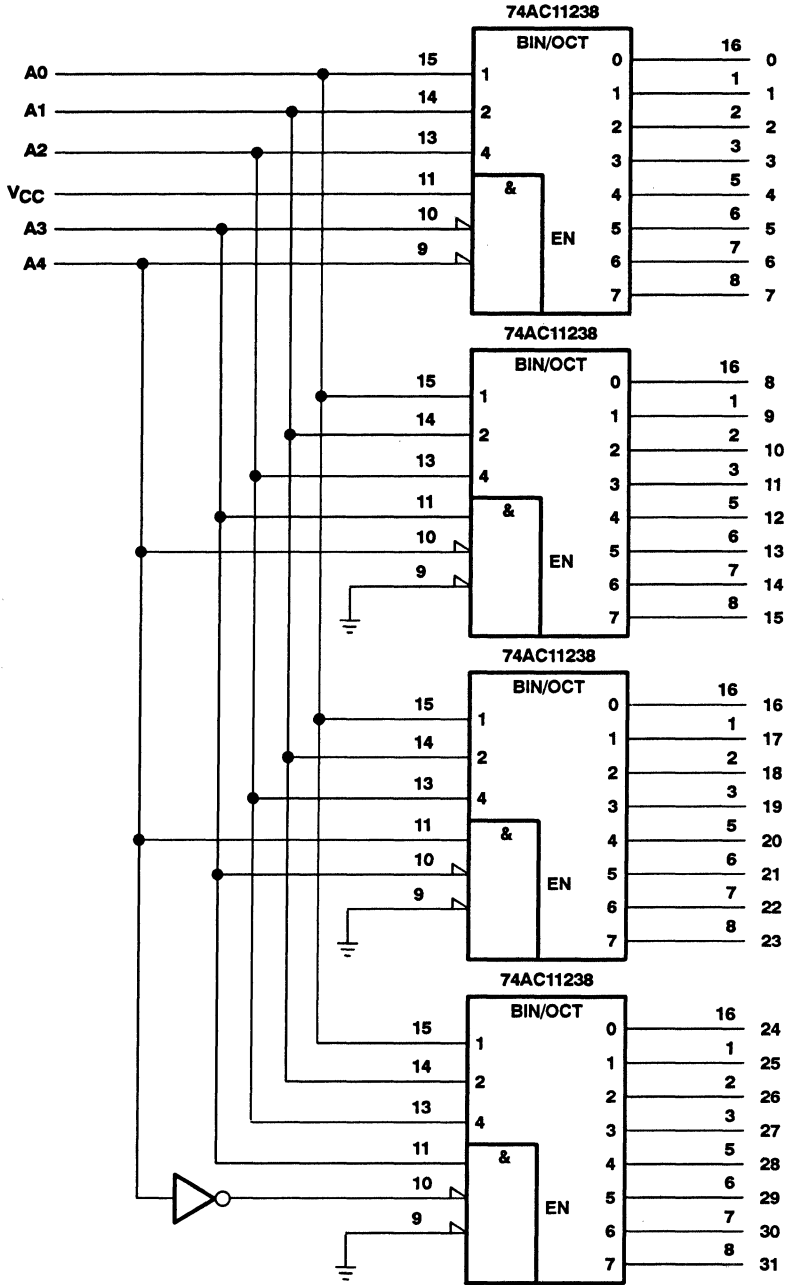 74AC11238
BIN/OCT
A0 15 1 0 16 0
A1 14 2 1 1 1
A2 13 4 2 2 2
3 3 3
VCC 11 & 4 5 4
A3 10 EN 5 6 5
A4 9 6 7 6
7 8 7
74AC11238
BIN/OCT
15 1 0 16 8
14 2 1 1 9
13 4 2 2 10
3 3 11
11 & 4 5 12
10 EN 5 6 13
9 6 7 14
7 8 15
74AC11238
BIN/OCT
15 1 0 16 16
14 2 1 1 17
13 4 2 2 18
3 3 19
11 & 4 5 20
10 EN 5 6 21
9 6 7 22
7 8 23
74AC11238
BIN/OCT
15 1 0 16 24
14 2 1 1 25
13 4 2 2 26
3 3 27
11 & 4 5 28
10 EN 5 6 29
9 6 7 30
7 8 31